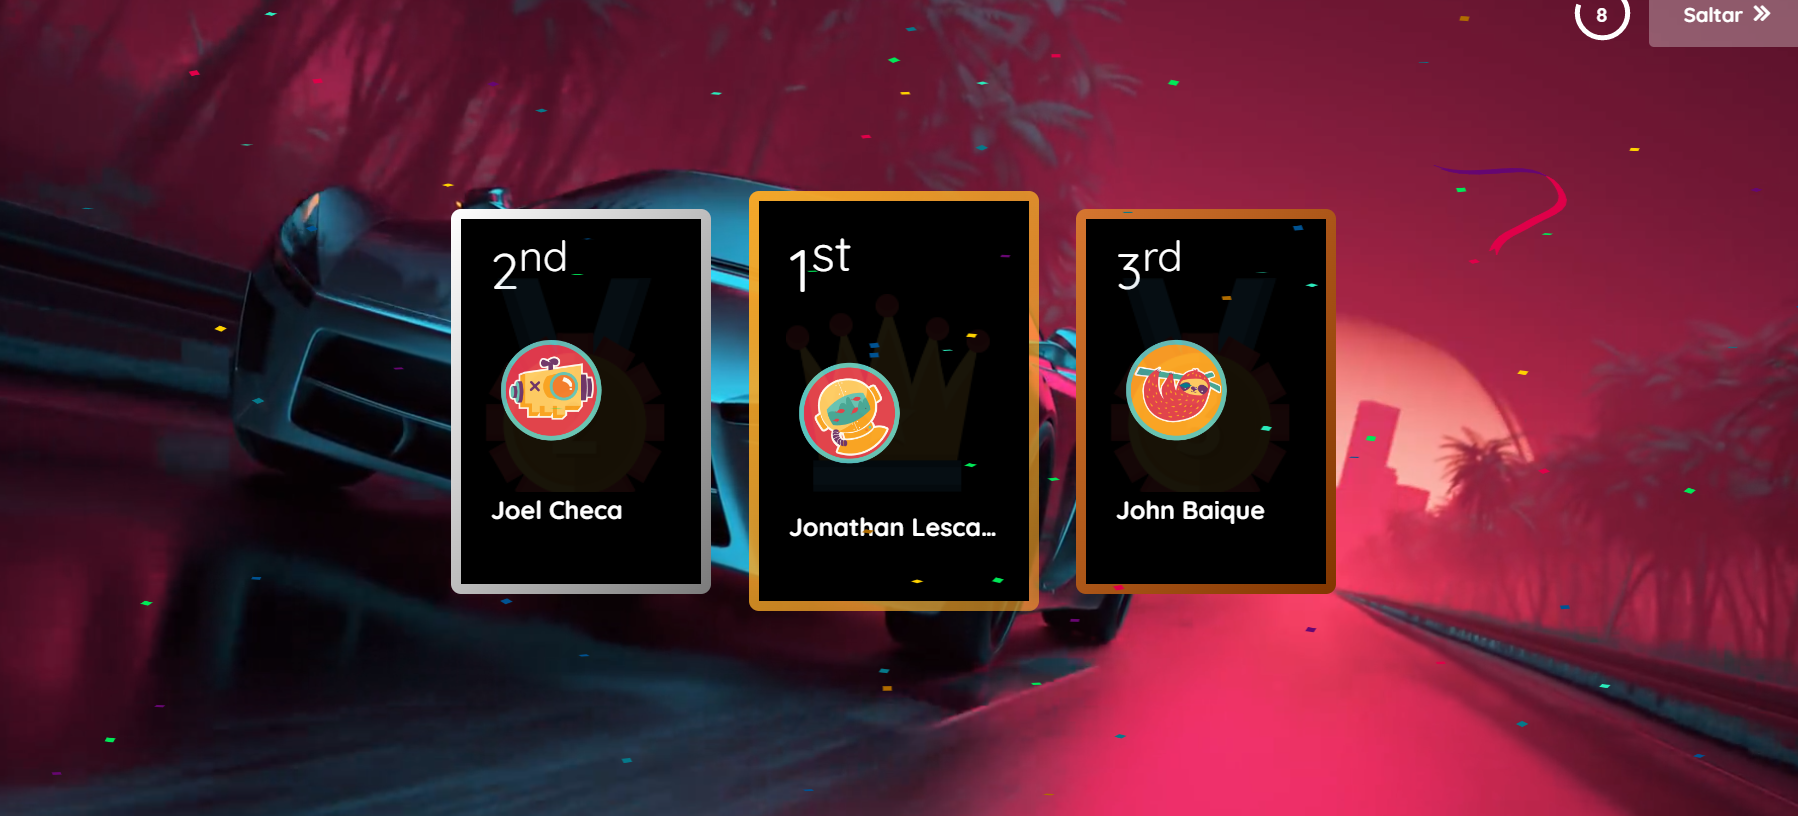 8
Saltar
2nd
Joel Checa
1st
Jonathan Lesca...
3rd
John Baique